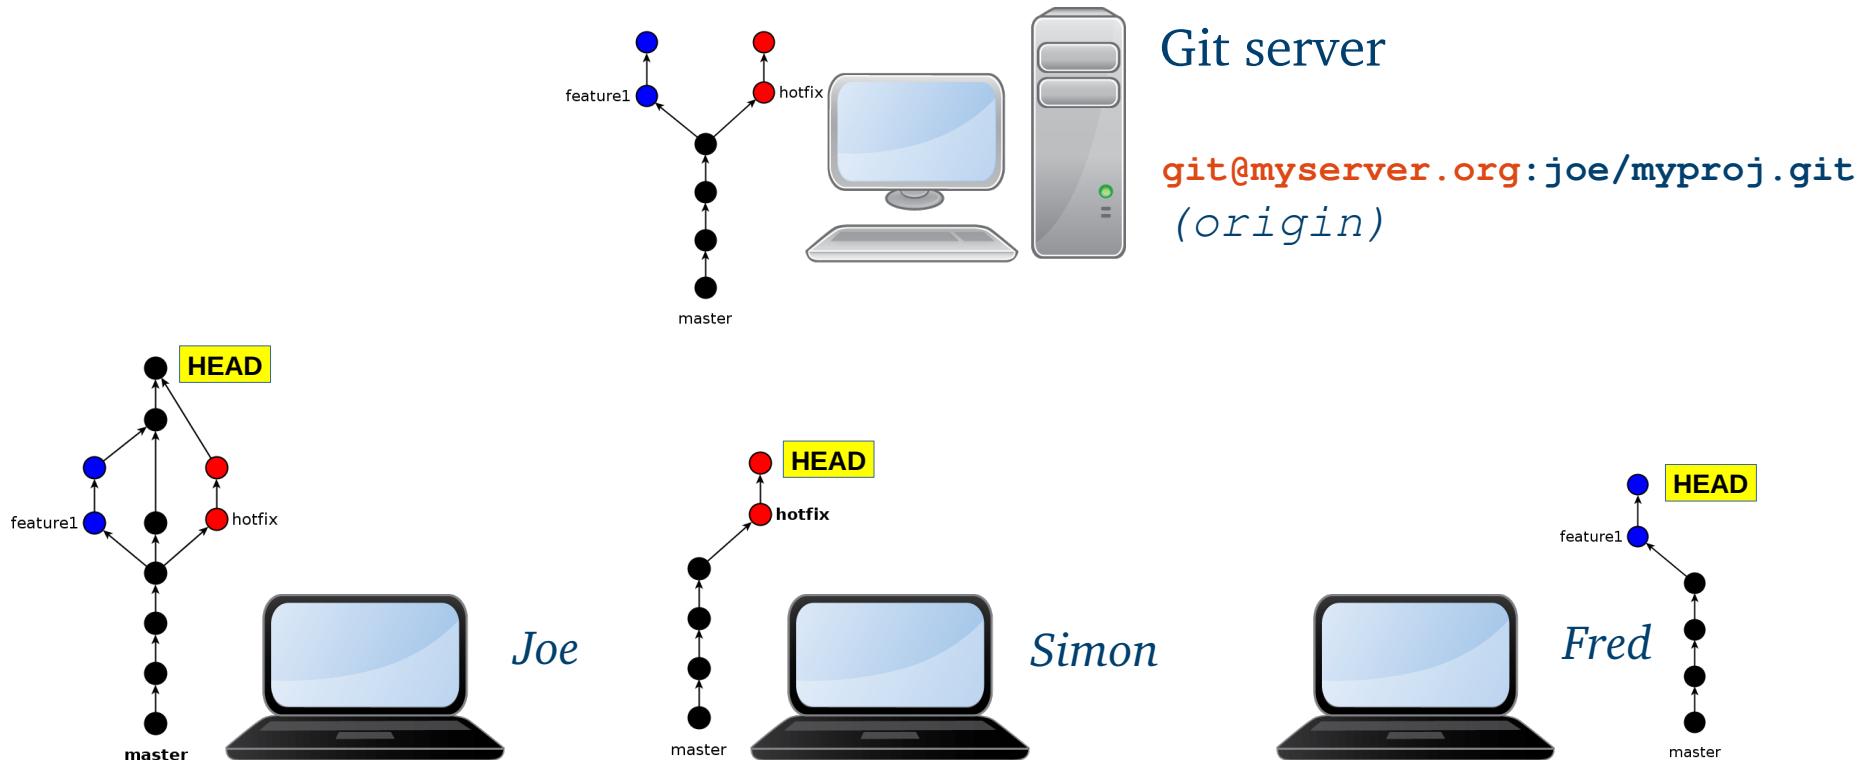 Git server
feature1
hotfix
git@myserver.org:joe/myproj.git
(origin)
master
HEAD
feature1
hotfix
master
Joe
HEAD
hotfix
master
Simon
HEAD
feature1
Fred
master